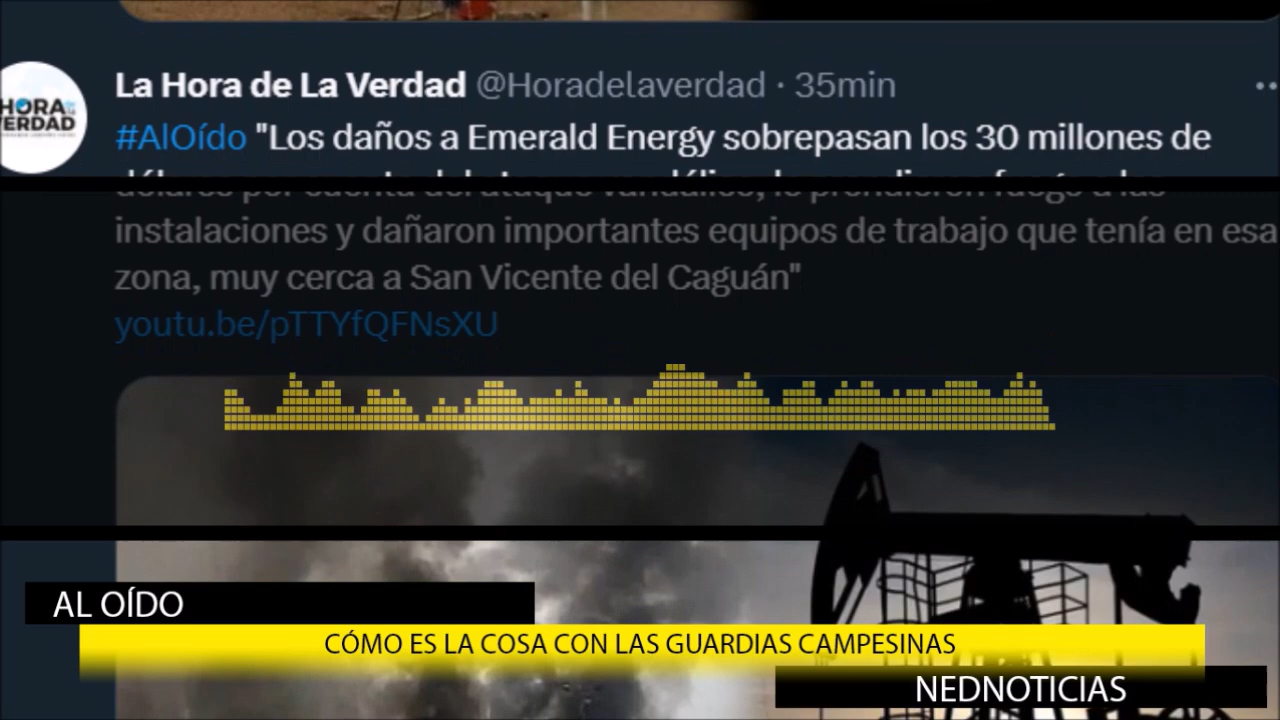 La Hora de La Verdad @Horadelaverdad · 35min
HORA
VERDAD
#AlOído "Los daños a Emerald Energy sobrepasan los 30 millones de
instalaciones y dañaron importantes equipos de trabajo que tenía en esa
zona, muy cerca a San Vicente del Caguán"
youtu.be/pTTYfQFNsXU
AL OÍDO
CÓMO ES LA COSA CON LAS GUARDIAS CAMPESINAS
NEDNOTICIAS